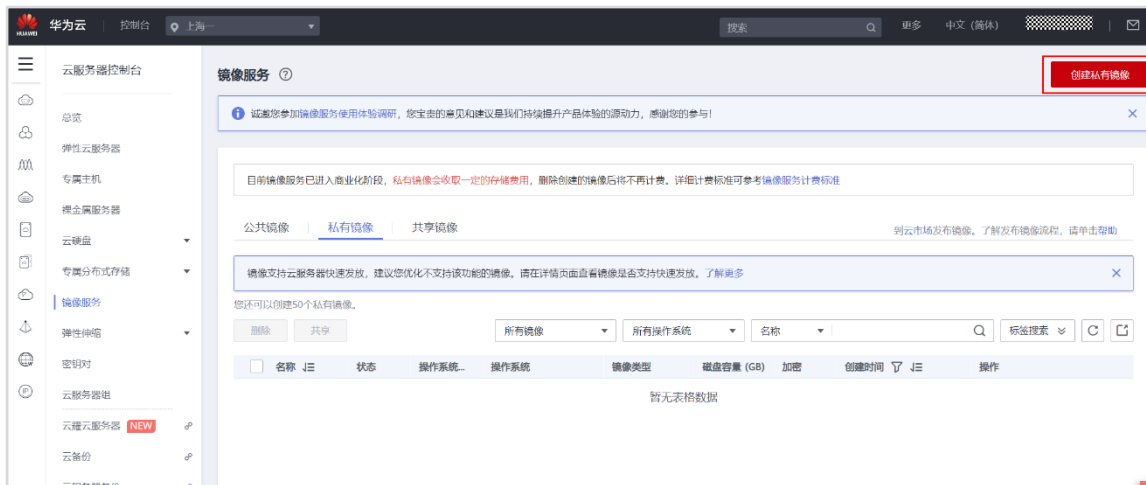 HUAWEI 华为云 控制台 上海一 搜索 更多 中文 (简体)
云服务器控制台
总览
弹性云服务器
专属主机
裸金属服务器
云硬盘
专属分布式存储
镜像服务
弹性伸缩
密钥对
云服务器组
云耀云服务器 NEW
云备份
镜像服务
创建私有镜像
诚邀您参加镜像服务使用体验调研，您宝贵的意见和建议是我们持续提升产品体验的源动力，感谢您的参与！
目前镜像服务已进入商业化阶段，私有镜像会收取一定的存储费用，删除创建的镜像后将不再计费。详细计费标准可参考镜像服务计费标准
公共镜像 私有镜像 共享镜像
到云市场发布镜像。了解发布镜像流程，请单击帮助
镜像支持云服务器快速发放，建议您优化不支持该功能的镜像。请在详情页面查看镜像是否支持快速发放。了解更多
您还可以创建50个私有镜像。
删除 共享 所有镜像 所有操作系统 名称 标签搜索
名称 状态 操作系统... 操作系统 镜像类型 磁盘容量 (GB) 加密 创建时间 操作
暂无表格数据